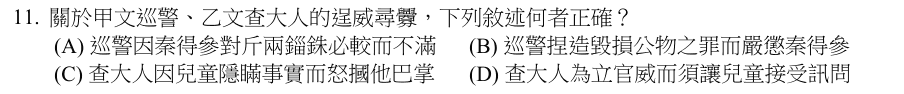 11. 關於甲文巡警、乙文查大人的逞威尋釁，下列敘述何者正確？
(A) 巡警因秦得參對斤兩錙銖必較而不滿 (B) 巡警捏造毀損公物之罪而嚴懲秦得參
(C) 查大人因兒童隱瞞事實而怒摑他巴掌 (D) 查大人為立官威而須讓兒童接受訊問